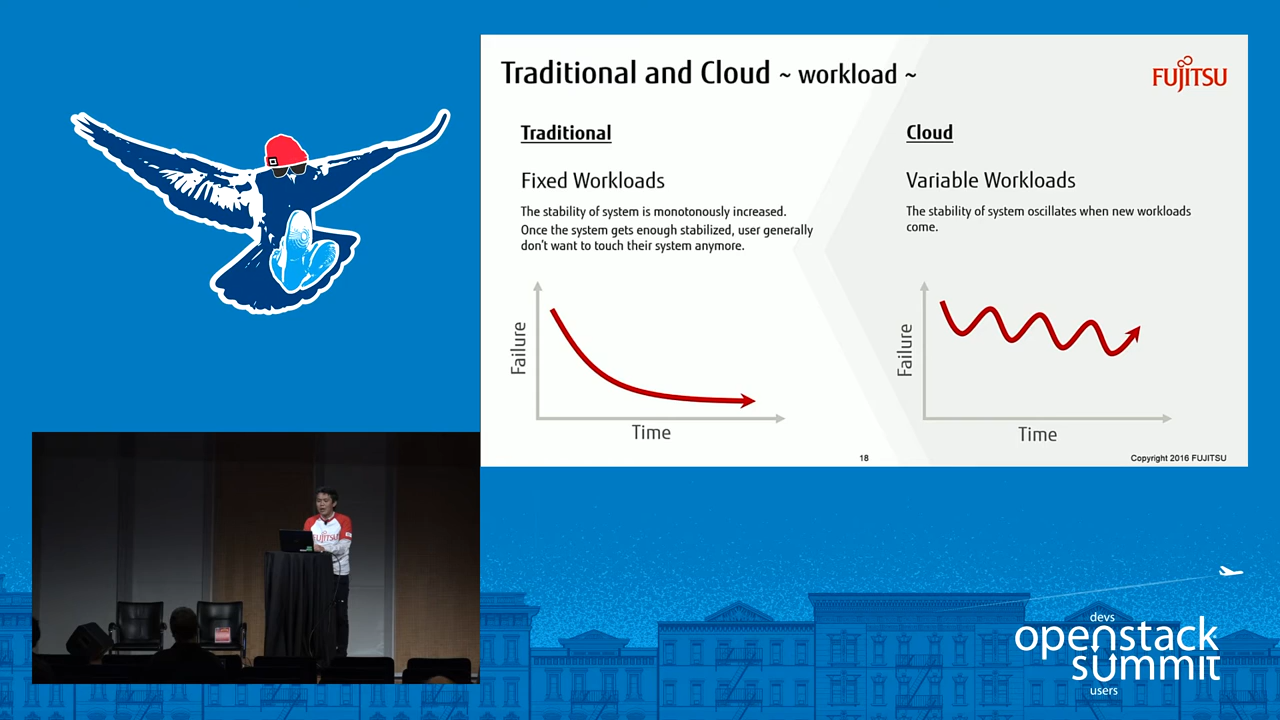 Traditional and Cloud ~ workload ~
FUJITSU
Traditional
Fixed Workloads
The stability of system is monotonously increased.
Once the system gets enough stabilized, user generally
don't want to touch their system anymore.
Failure
Time
Cloud
Variable Workloads
The stability of system oscillates when new workloads
come.
Failure
Time
18
Copyright 2016 FUJITSU
FUJITSU
devs
openstack
summit
users